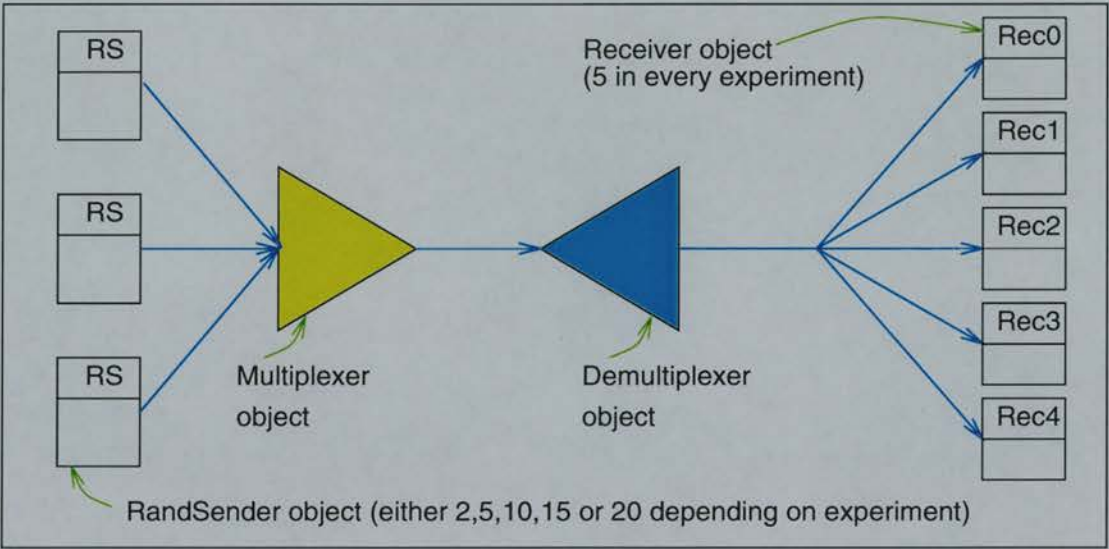 RS
Receiver object
(5 in every experiment)
Rec0
Rec1
RS
Rec2
Rec3
RS
Multiplexer
object
Demultiplexer
object
Rec4
RandSender object (either 2,5,10,15 or 20 depending on experiment)